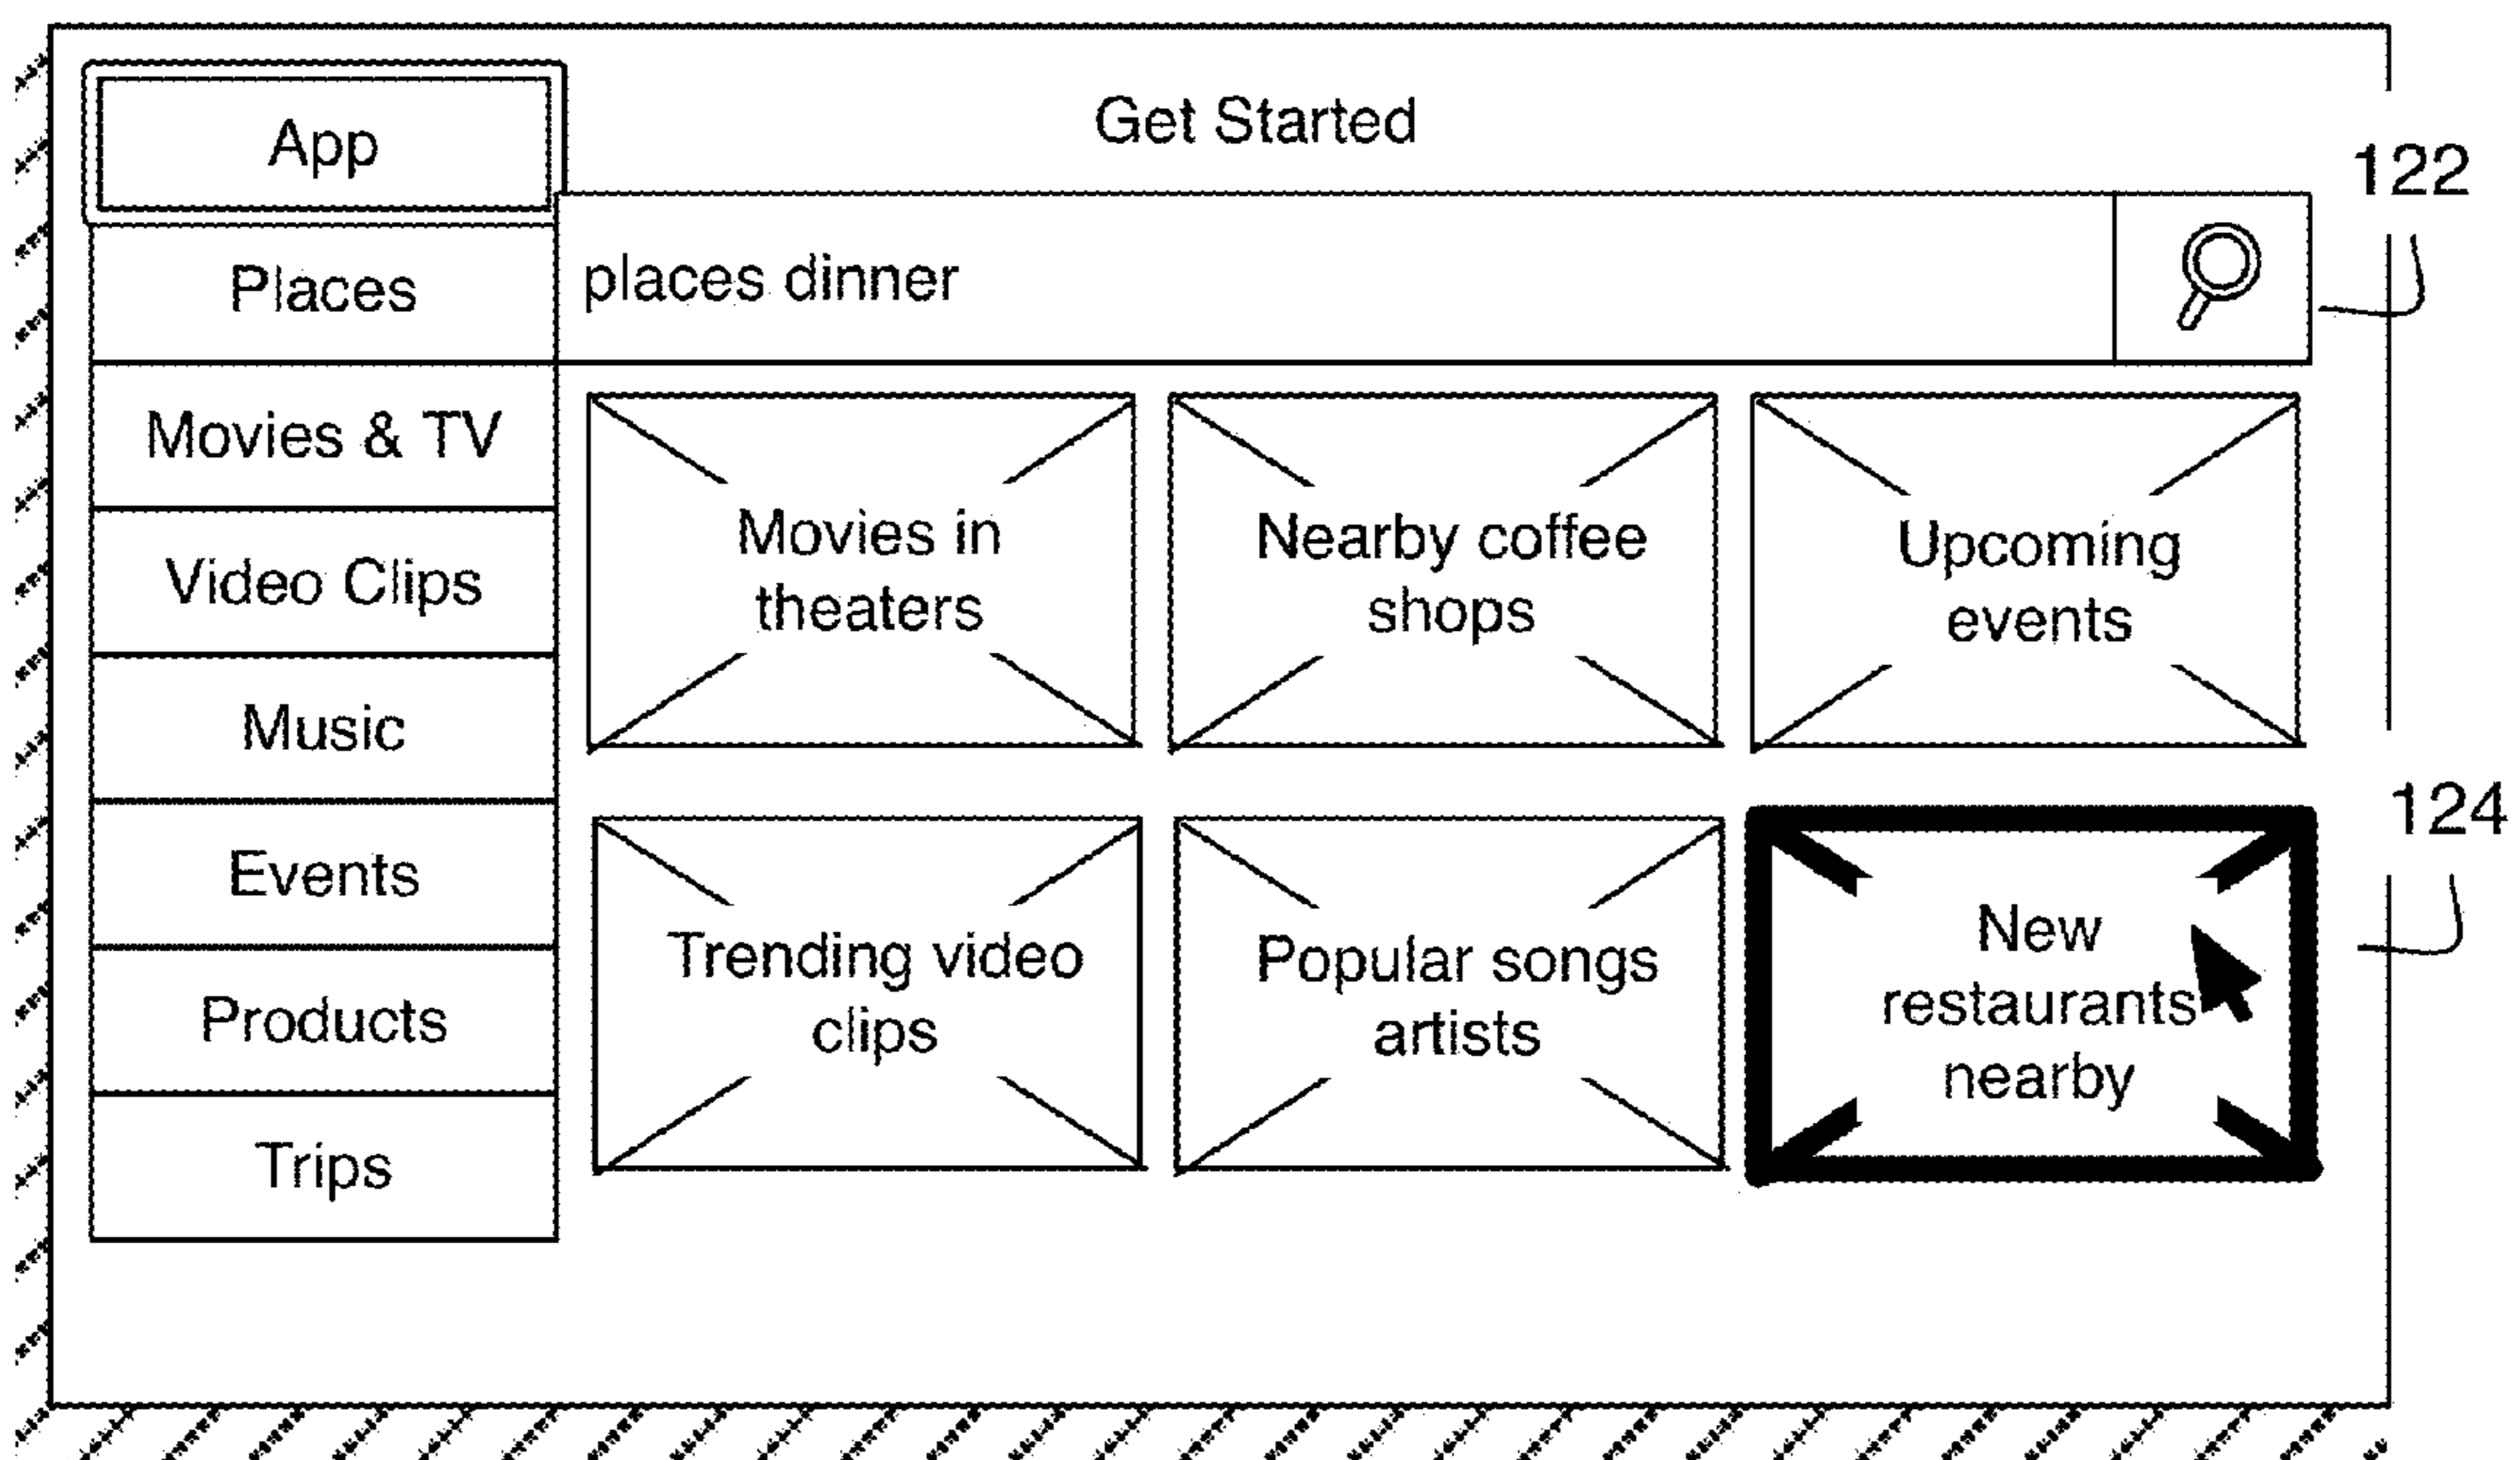 Get Started
App
122
Places
places dinner
Movies & TV
Video Clips
Music
Events
Products
Trips
Movies in
theaters
Nearby coffee
shops
Upcoming
events
124
Trending video
clips
Popular songs
artists
New
restaurants
nearby